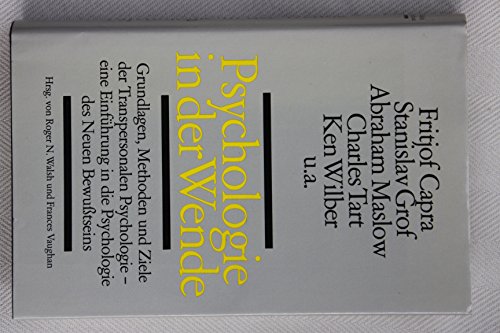 Fritjof Capra
Stanislav Grof
Abraham Maslow
Charles Tart
Ken Wilber
u.a.
Psychologie
in der Wende
Grundlagen, Methoden und Ziele
der Transpersonalen Psychologie –
eine Einführung in die Psychologie
des Neuen Bewußtseins
Hrsg. von Roger N. Walsh und Frances Vaughan